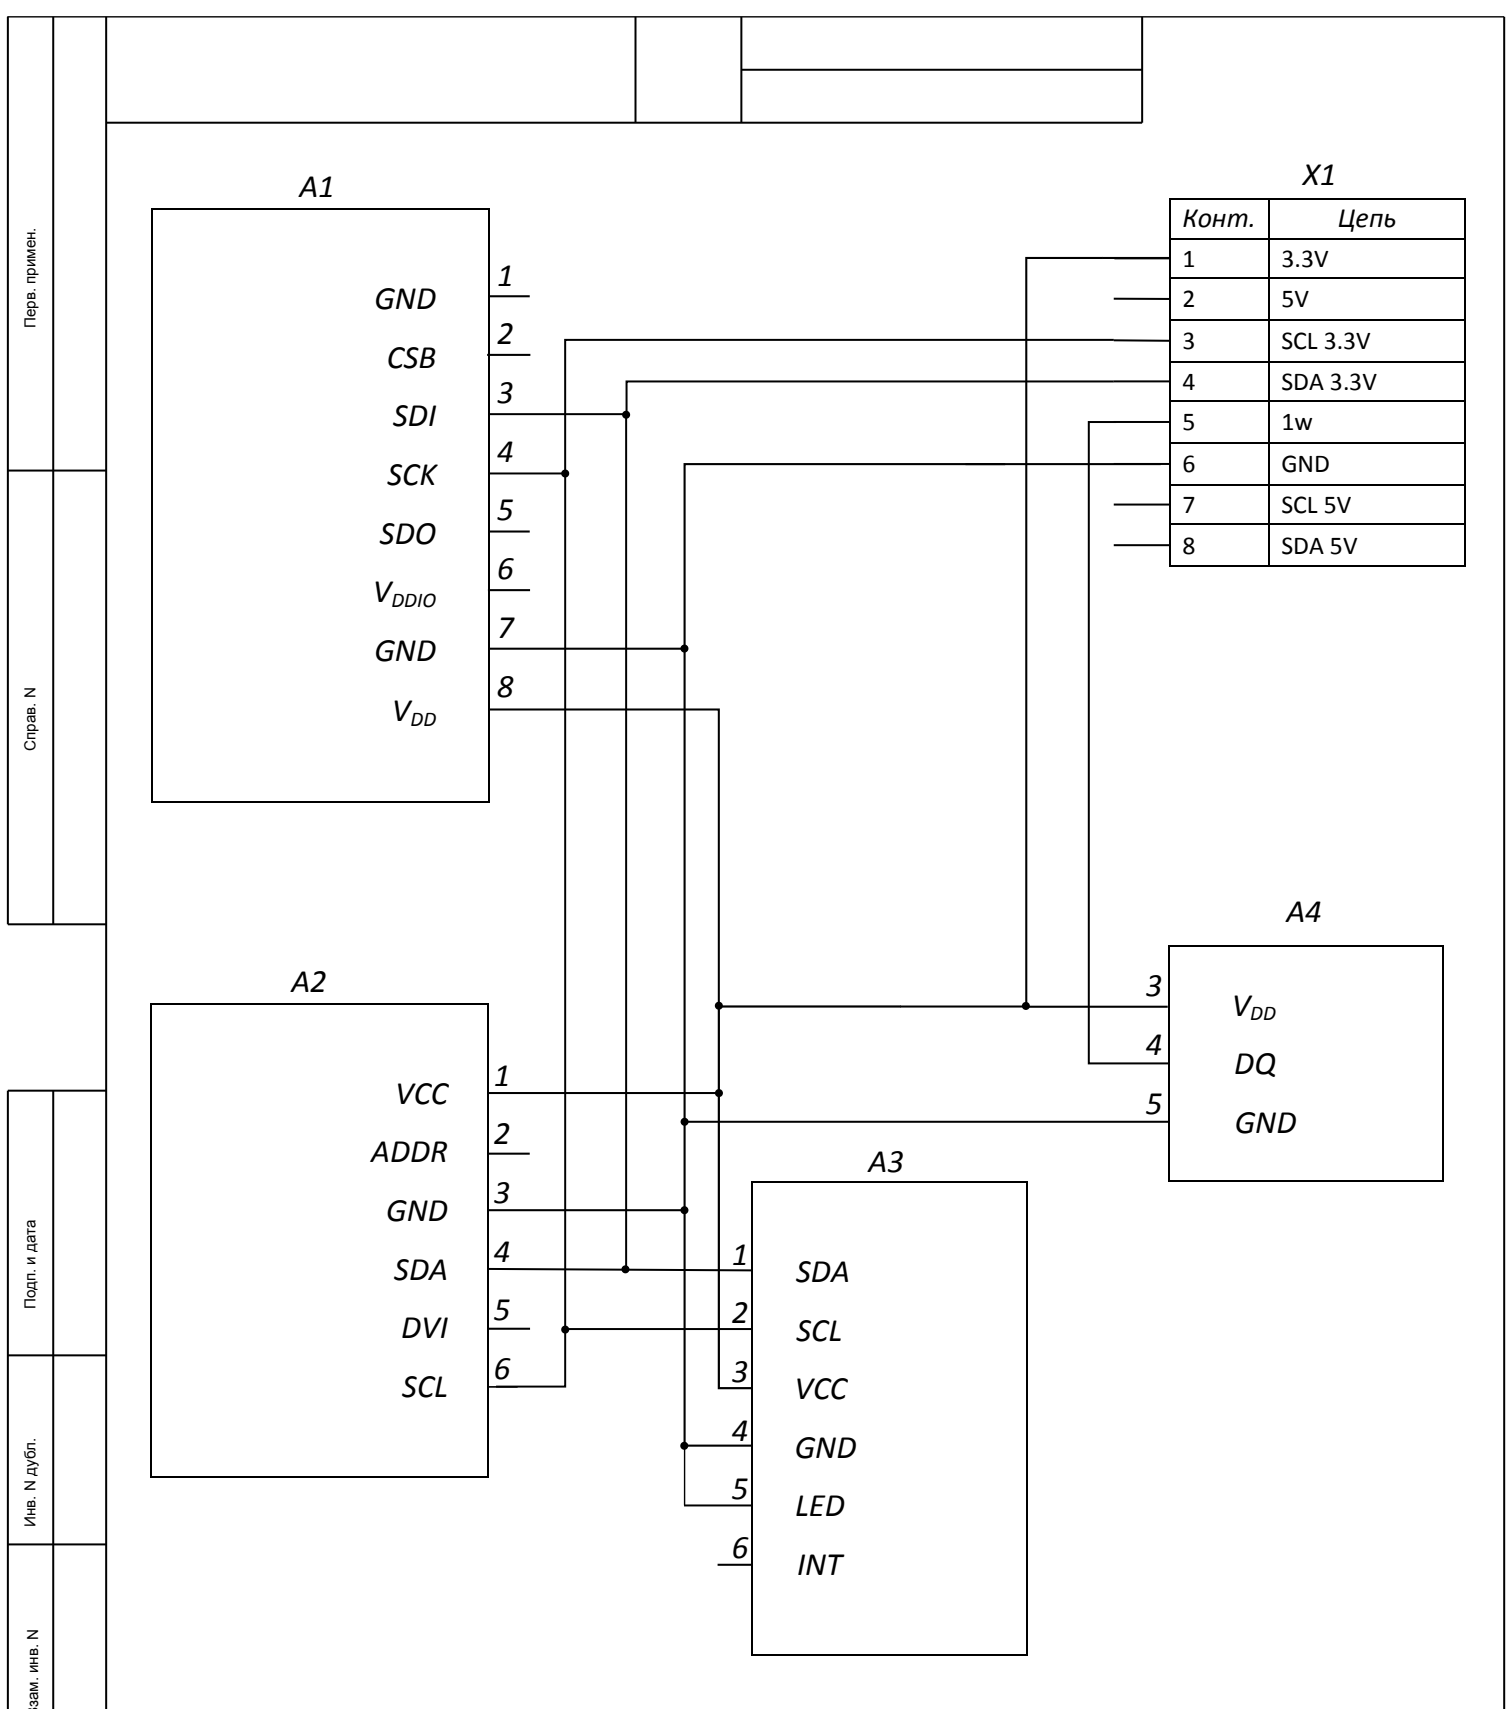 A1
1
GND
2
CSB
3
SDI
4
SCK
5
SDO
6
VDDIO
7
GND
8
VDD
X1
Конт. Цепь
1 3.3V
2 5V
3 SCL 3.3V
4 SDA 3.3V
5 1w
6 GND
7 SCL 5V
8 SDA 5V
A2
1
VCC
2
ADDR
3
GND
4
SDA
5
DVI
6
SCL
A4
3
VDD
4
DQ
5
GND
A3
1
SDA
2
SCL
3
VCC
4
GND
5
LED
6
INT
Перв. примен.
Справ. N
Подп. и дата
Инв. N дубл.
инв. N